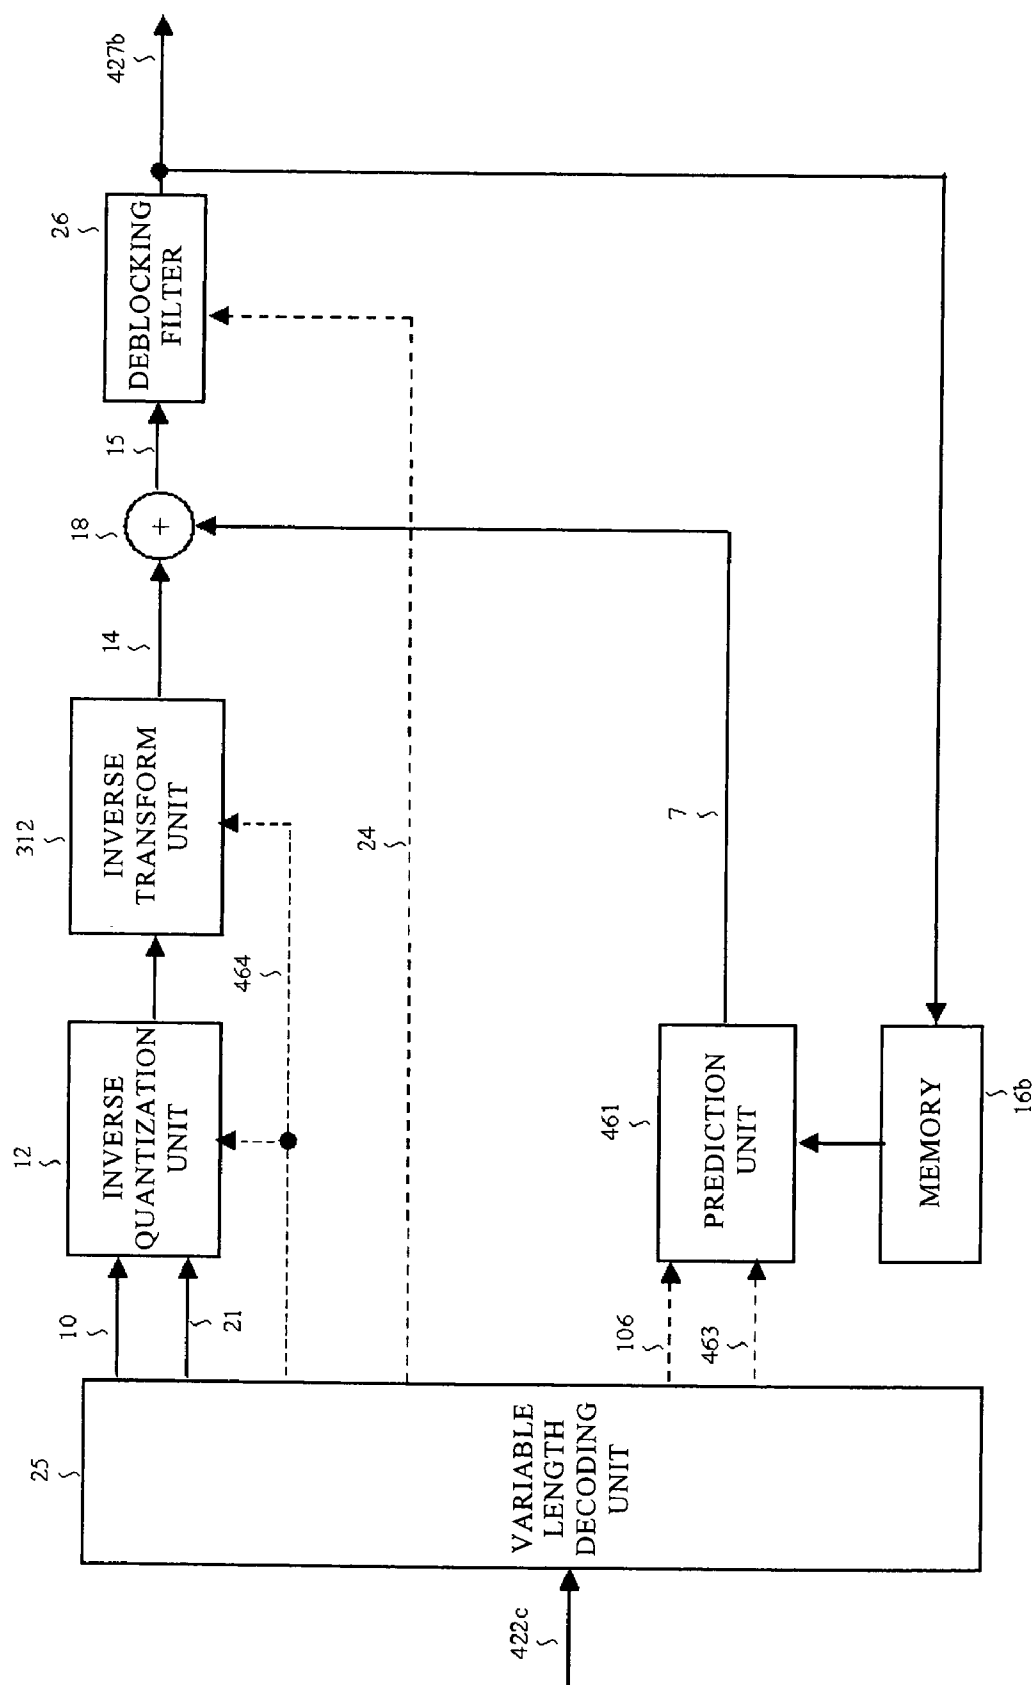 422c
25
VARIABLE
LENGTH
DECODING
UNIT
10
21
12
INVERSE
QUANTIZATION
UNIT
464
312
INVERSE
TRANSFORM
UNIT
14
18
+
15
26
DEBLOCKING
FILTER
427b
24
106
463
461
PREDICTION
UNIT
7
MEMORY
16b